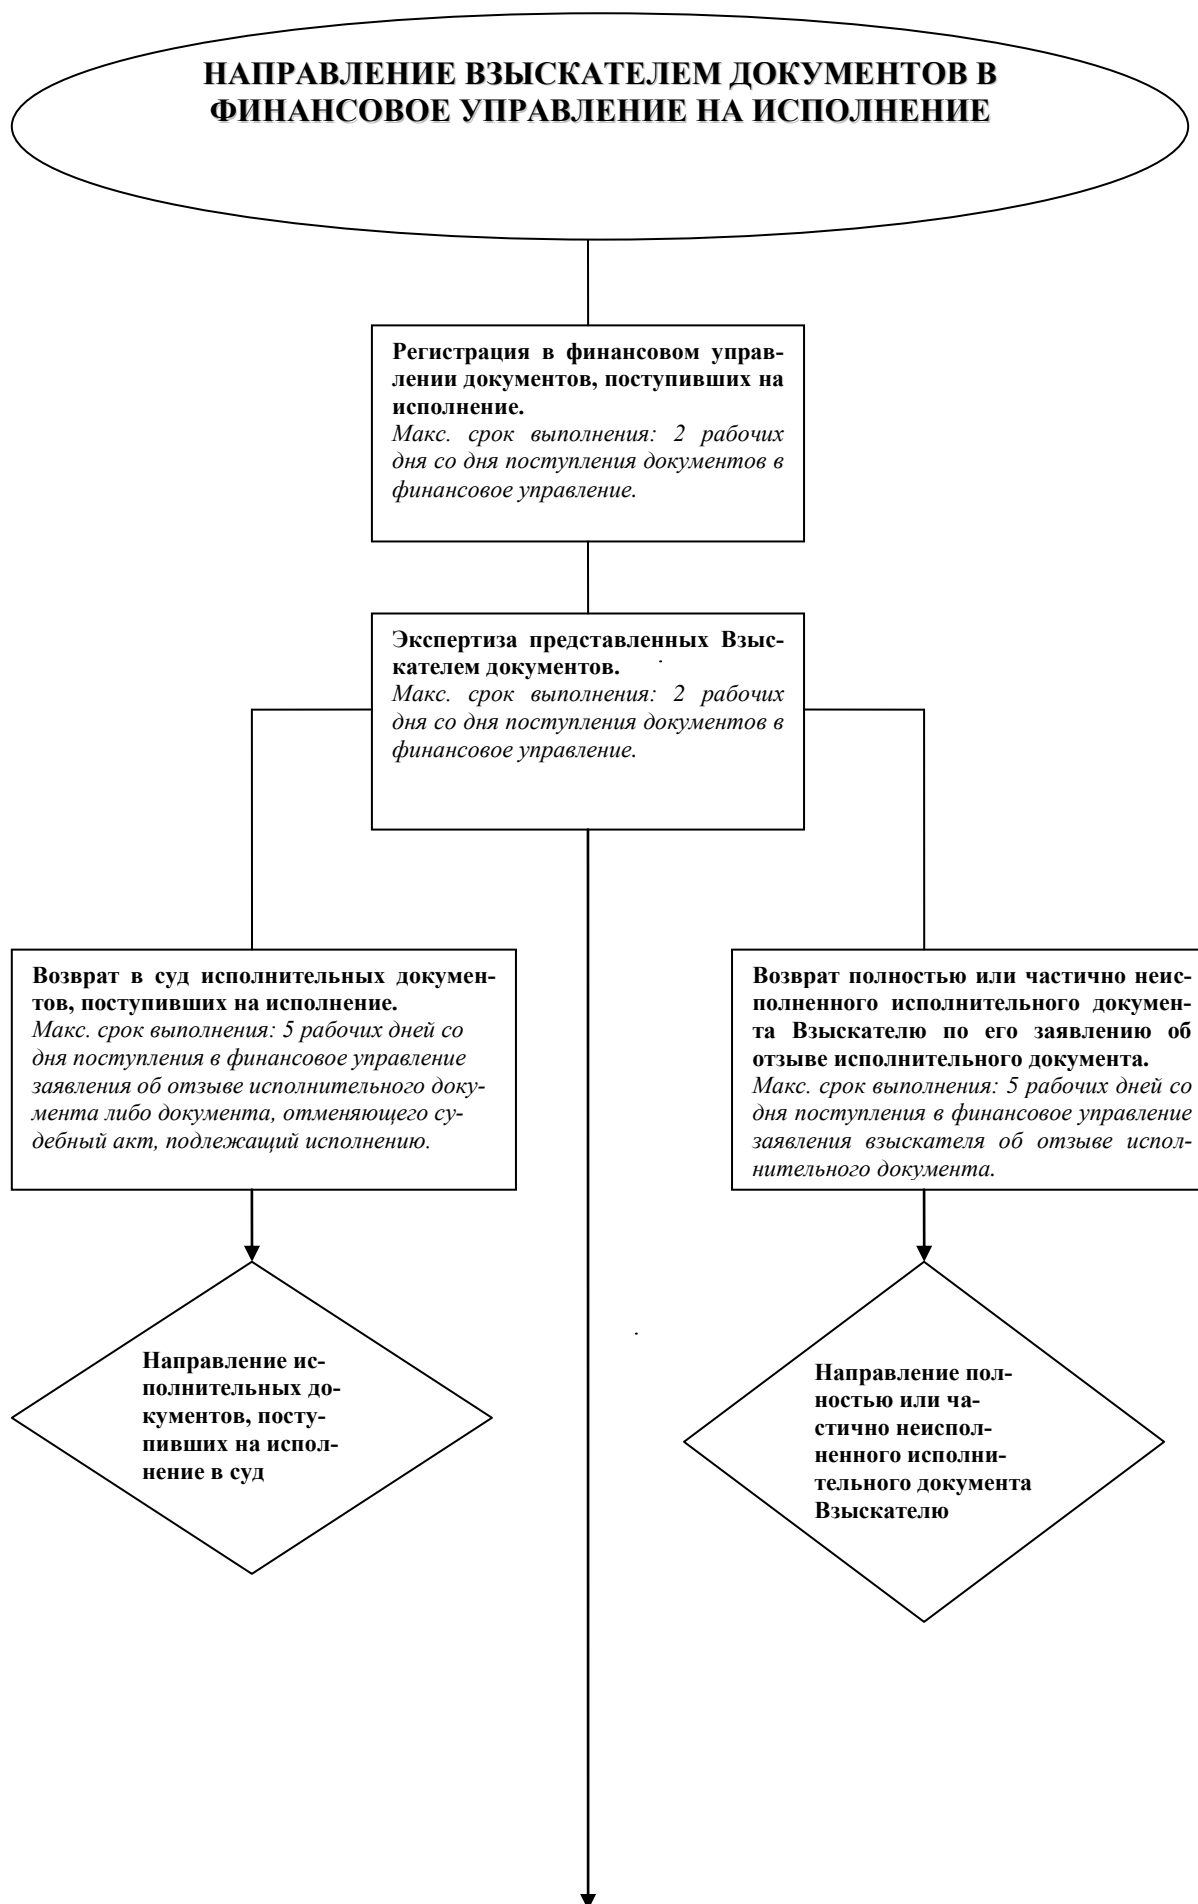 НАПРАВЛЕНИЕ ВЗЫСКАТЕЛЕМ ДОКУМЕНТОВ В
ФИНАНСОВОЕ УПРАВЛЕНИЕ НА ИСПОЛНЕНИЕ
Регистрация в финансовом управ-
лении документов, поступивших на
исполнение.
Макс. срок выполнения: 2 рабочих
дня со дня поступления документов в
финансовое управление.
Экспертиза представленных Взыс-
кателем документов.
Макс. срок выполнения: 2 рабочих
дня со дня поступления документов в
финансовое управление.
Возврат в суд исполнительных докумен-
тов, поступивших на исполнение.
Макс. срок выполнения: 5 рабочих дней со
дня поступления в финансовое управление
заявления об отзыве исполнительного доку-
мента либо документа, отменяющего су-
дебный акт, подлежащий исполнению.
Возврат полностью или частично неис-
полненного исполнительного докумен-
та Взыскателю по его заявлению об
отзыве исполнительного документа.
Макс. срок выполнения: 5 рабочих дней со
дня поступления в финансовое управление
заявления взыскателя об отзыве испол-
нительного документа.
Направление ис-
полнительных до-
кументов, посту-
пивших на испол-
нение в суд
Направление пол-
ностью или ча-
стично неиспол-
ненного исполни-
тельного документа
Взыскателю